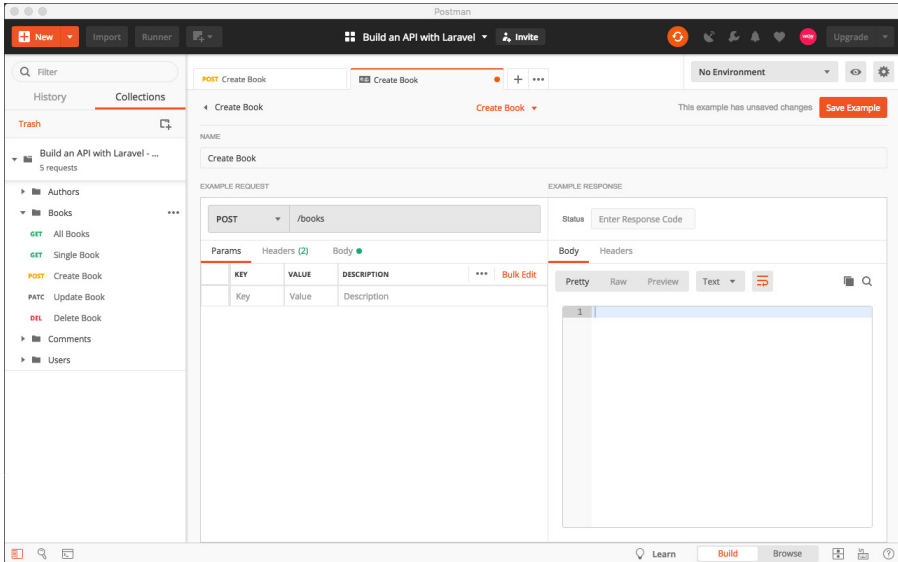 Postman
New
Import
Runner
Build an API with Laravel
Invite
Upgrade
Filter
History
Collections
Trash
Build an API with Laravel - ...
5 requests
Authors
Books
GET All Books
GET Single Book
POST Create Book
PATC Update Book
DEL Delete Book
Comments
Users
POST Create Book
Create Book
No Environment
Create Book
Create Book
This example has unsaved changes
Save Example
NAME
Create Book
EXAMPLE REQUEST
POST
/books
Params
Headers (2)
Body
KEY
VALUE
DESCRIPTION
Bulk Edit
Key
Value
Description
EXAMPLE RESPONSE
Status
Enter Response Code
Body
Headers
Pretty
Raw
Preview
Text
1
Learn
Build
Browse